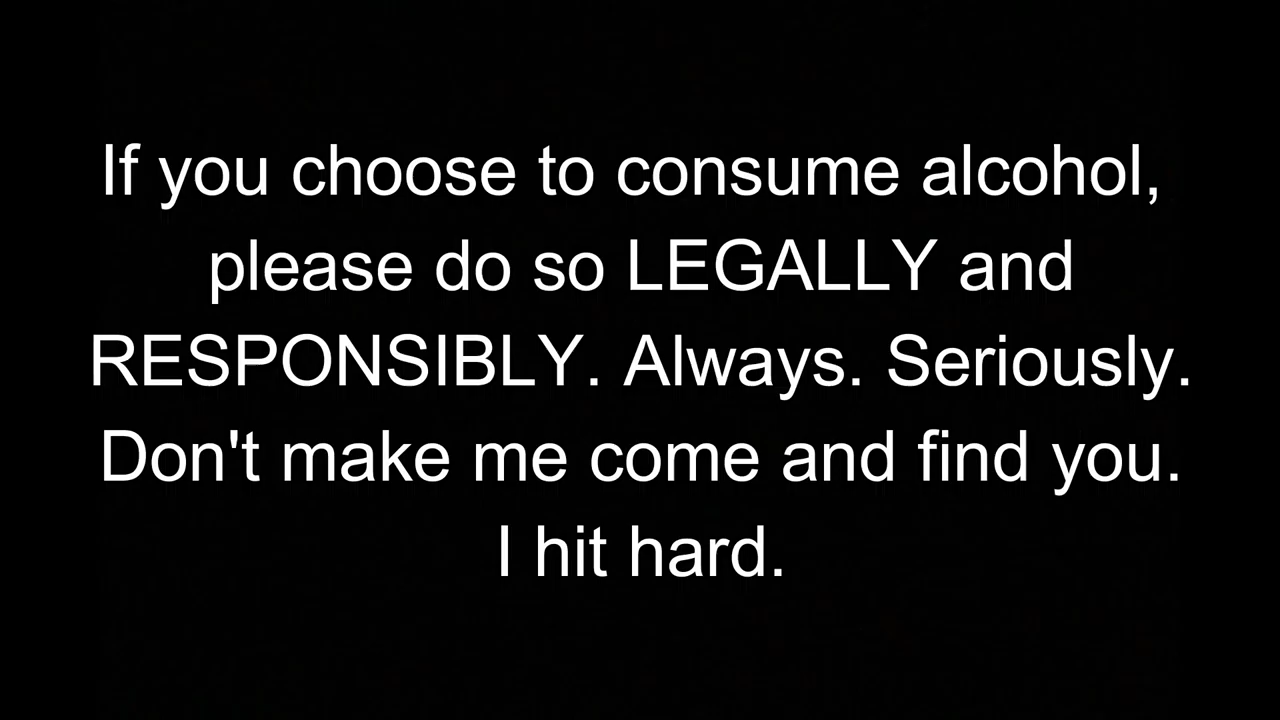 If you choose to consume alcohol,
please do so LEGALLY and
RESPONSIBLY. Always. Seriously.
Don't make me come and find you.
I hit hard.